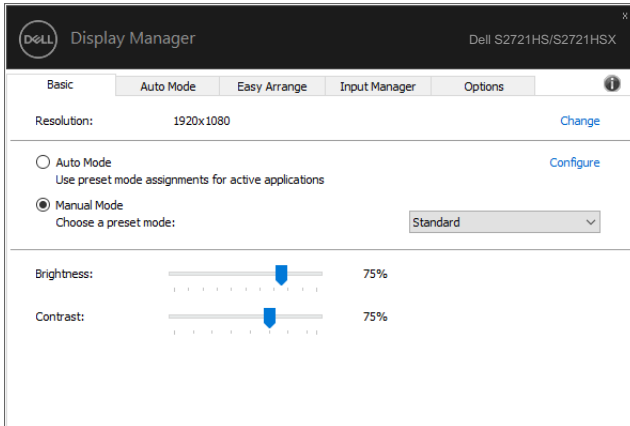 x
DELL Display Manager Dell S2721HS/S2721HSX
Basic Auto Mode Easy Arrange Input Manager Options i
Resolution: 1920x1080 Change
Auto Mode Configure
Use preset mode assignments for active applications
Manual Mode
Choose a preset mode: Standard
Brightness: 75%
Contrast: 75%